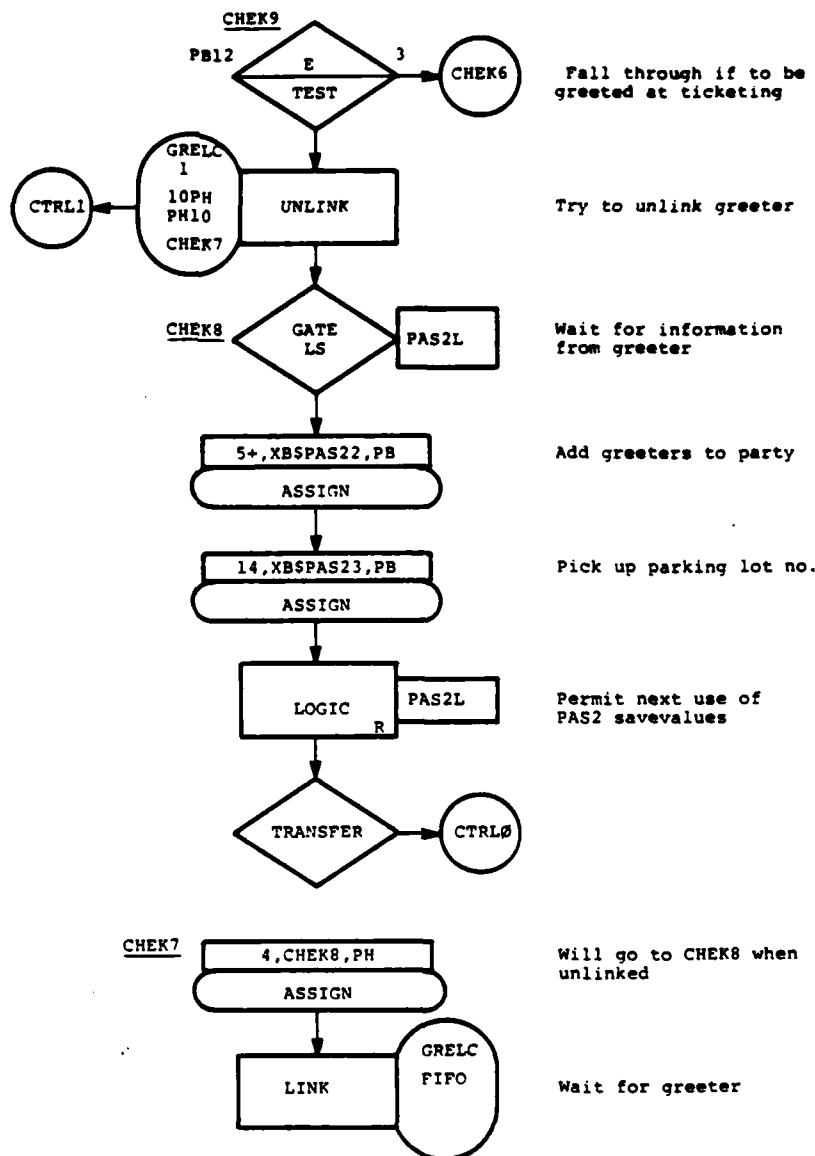 CHEK9
PB12
E
3
TEST
CHEK6
Fall through if to be
greeted at ticketing
GRELC
1
10PH
PH10
CHEK7
CTRL1
UNLINK
Try to unlink greeter
CHEK8
GATE
LS
PAS2L
Wait for information
from greeter
5+,XB$PAS22,PB
ASSIGN
Add greeters to party
14,XB$PAS23,PB
ASSIGN
Pick up parking lot no.
LOGIC
R
PAS2L
Permit next use of
PAS2 savevalues
TRANSFER
CTRLØ
CHEK7
4,CHEK8,PH
ASSIGN
Will go to CHEK8 when
unlinked
LINK
GRELC
FIFO
Wait for greeter